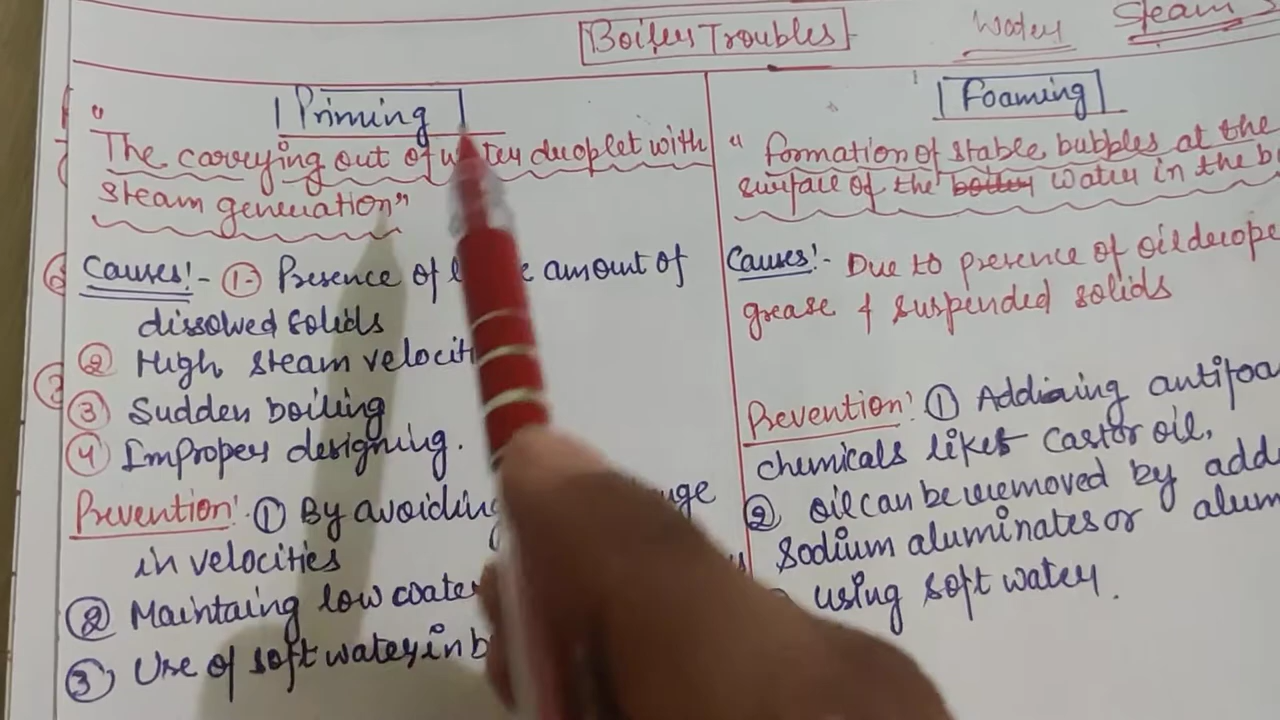 Boiler Troubles
Water Steam
Priming
"The carrying out of water droplet with
steam generation"
Causes:- 1- Presence of amount of
dissolved solids
2 High steam
3 Sudden boiling
4 Improper designing.
Prevention: 1 By avoiding
in velocities
2 Maintaing low
3 Use of soft water in
Foaming
" formation of stable bubbles at the
surface of the water in the
Causes:- Due to presence of oil
grease & suspended solids
Prevention: 1 Addining
chemicals likes Castor oil,
2 oil can be removed by
Sodium aluminates or
using soft water.